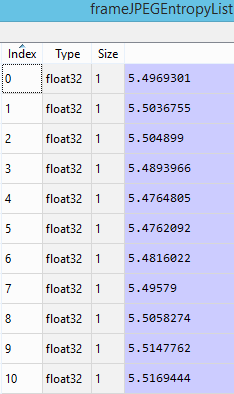 frameJPEGEntropyList
Index Type Size
0 float32 1 5.4969301
1 float32 1 5.5036755
2 float32 1 5.504899
3 float32 1 5.4893966
4 float32 1 5.4764805
5 float32 1 5.4762092
6 float32 1 5.4816022
7 float32 1 5.49579
8 float32 1 5.5058274
9 float32 1 5.5147762
10 float32 1 5.5169444